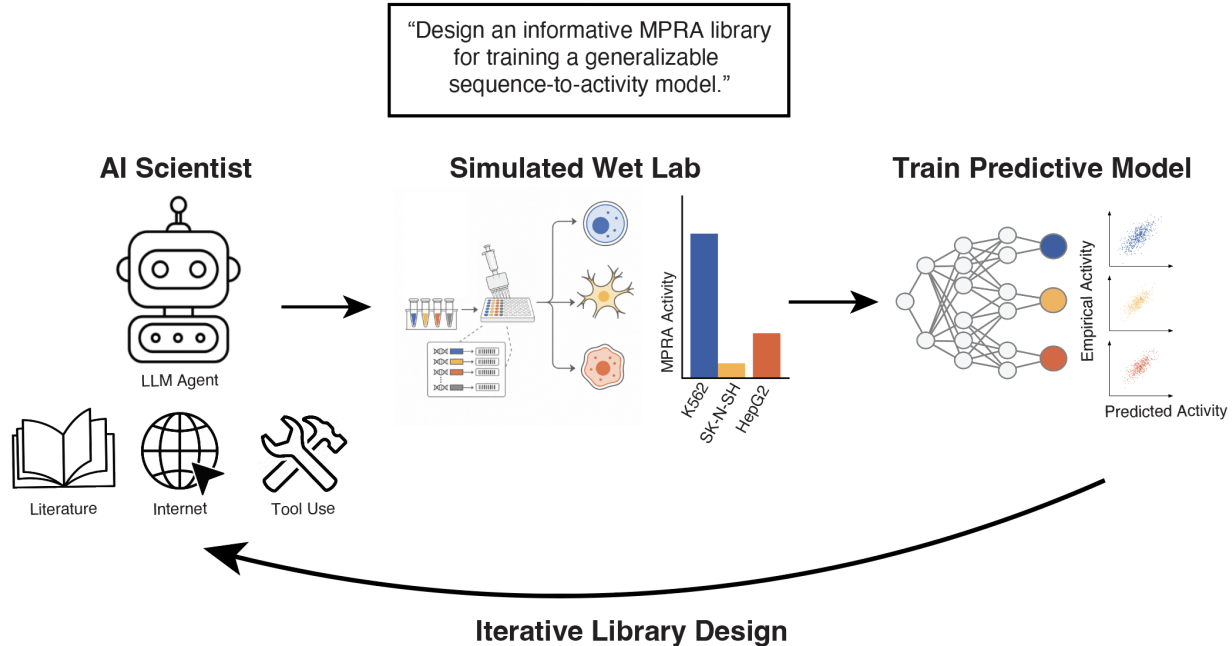 “Design an informative MPRA library
for training a generalizable
sequence-to-activity model.”
AI Scientist
Simulated Wet Lab
Train Predictive Model
LLM Agent
Literature
Internet
Tool Use
MPRA Activity
K562
SK-N-SH
HepG2
Empirical Activity
Predicted Activity
Iterative Library Design